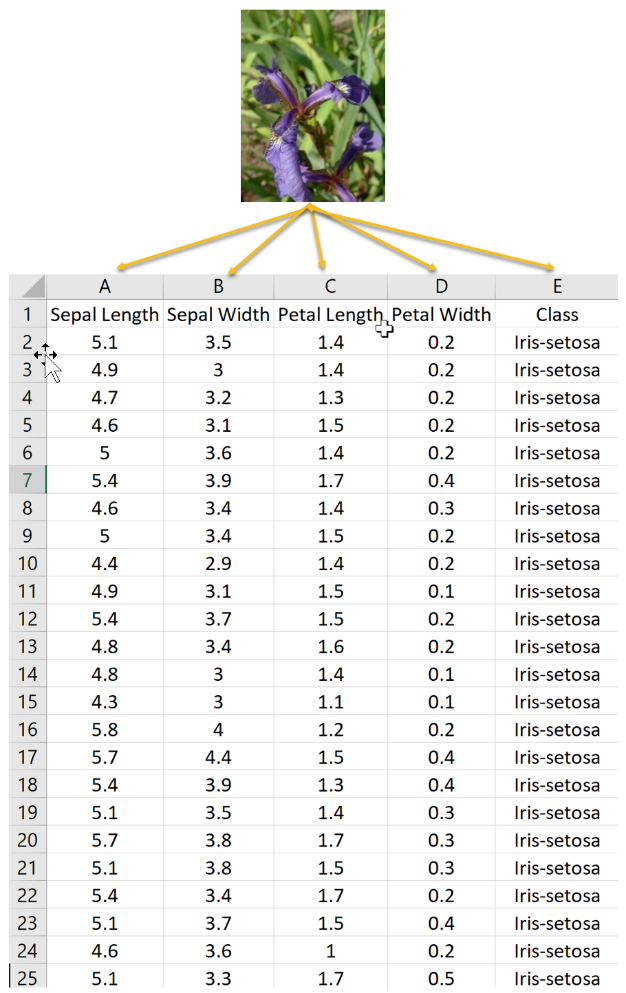 A B C D E
1 Sepal Length Sepal Width Petal Length Petal Width Class
2 5.1 3.5 1.4 0.2 Iris-setosa
3 4.9 3 1.4 0.2 Iris-setosa
4 4.7 3.2 1.3 0.2 Iris-setosa
5 4.6 3.1 1.5 0.2 Iris-setosa
6 5 3.6 1.4 0.2 Iris-setosa
7 5.4 3.9 1.7 0.4 Iris-setosa
8 4.6 3.4 1.4 0.3 Iris-setosa
9 5 3.4 1.5 0.2 Iris-setosa
10 4.4 2.9 1.4 0.2 Iris-setosa
11 4.9 3.1 1.5 0.1 Iris-setosa
12 5.4 3.7 1.5 0.2 Iris-setosa
13 4.8 3.4 1.6 0.2 Iris-setosa
14 4.8 3 1.4 0.1 Iris-setosa
15 4.3 3 1.1 0.1 Iris-setosa
16 5.8 4 1.2 0.2 Iris-setosa
17 5.7 4.4 1.5 0.4 Iris-setosa
18 5.4 3.9 1.3 0.4 Iris-setosa
19 5.1 3.5 1.4 0.3 Iris-setosa
20 5.7 3.8 1.7 0.3 Iris-setosa
21 5.1 3.8 1.5 0.3 Iris-setosa
22 5.4 3.4 1.7 0.2 Iris-setosa
23 5.1 3.7 1.5 0.4 Iris-setosa
24 4.6 3.6 1 0.2 Iris-setosa
25 5.1 3.3 1.7 0.5 Iris-setosa